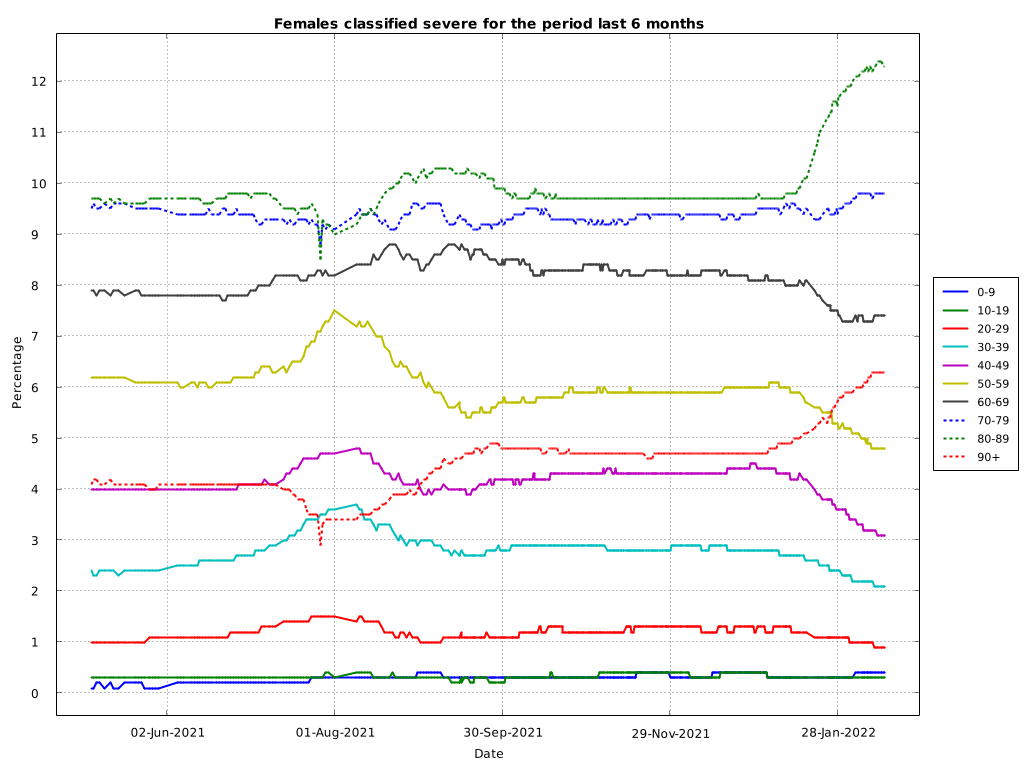 Females classified severe for the period last 6 months
12
11
10
9
8
7
6
5
4
3
2
1
0
Percentage
02-Jun-2021
01-Aug-2021
30-Sep-2021
29-Nov-2021
28-Jan-2022
Date
0-9
10-19
20-29
30-39
40-49
50-59
60-69
70-79
80-89
90+